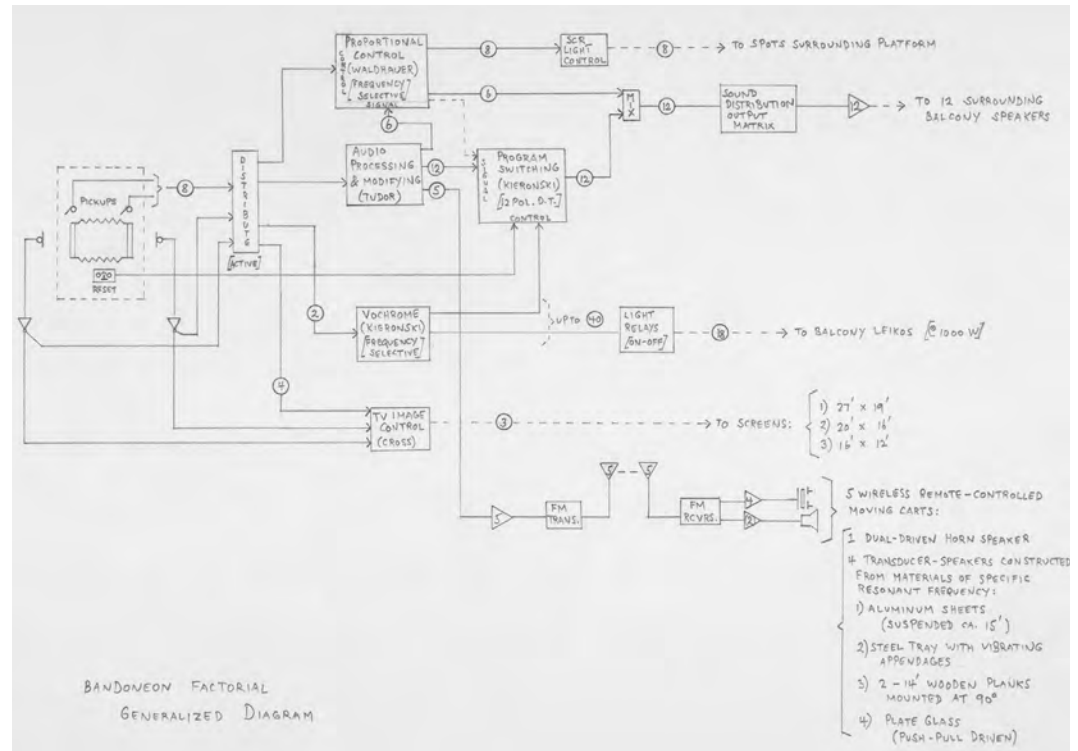 PROPORTIONAL
CONTROL
(WALDHAUER)
[FREQUENCY]
[SELECTIVE]
SIGNAL
CONTROL
8
SCR
LIGHT
CONTROL
8
TO SPOTS SURROUNDING PLATFORM
6
MIX
12
SOUND
DISTRIBUTION
OUTPUT
MATRIX
12
TO 12 SURROUNDING
BALCONY SPEAKERS
6
AUDIO
PROCESSING
& MODIFYING
(TUDOR)
12
5
SIGNAL
PROGRAM
SWITCHING
(KIERONSKI)
[12 POL. D.T.]
CONTROL
12
PICKUPS
8
DISTRIBUTE
[ACTIVE]
RESET
2
VOCHROME
(KIERONSKI)
[FREQUENCY]
[SELECTIVE]
UP TO 40
LIGHT
RELAYS
[ON-OFF]
TO BALCONY LEIKOS [@ 1000 W]
4
TV IMAGE
CONTROL
(CROSS)
3
TO SCREENS:
1) 27' x 19'
2) 20' x 16'
3) 16' x 12'
5
FM
TRANS.
5
5
FM
RCVRS.
4
5 WIRELESS REMOTE-CONTROLLED
MOVING CARTS:
1 DUAL-DRIVEN HORN SPEAKER
4 TRANSDUCER-SPEAKERS CONSTRUCTED
FROM MATERIALS OF SPECIFIC
RESONANT FREQUENCY:
1) ALUMINUM SHEETS
(SUSPENDED CA. 15')
2) STEEL TRAY WITH VIBRATING
APPENDAGES
3) 2 - 14' WOODEN PLANKS
MOUNTED AT 90°
4) PLATE GLASS
(PUSH-PULL DRIVEN)
BANDONEON FACTORIAL
GENERALIZED DIAGRAM